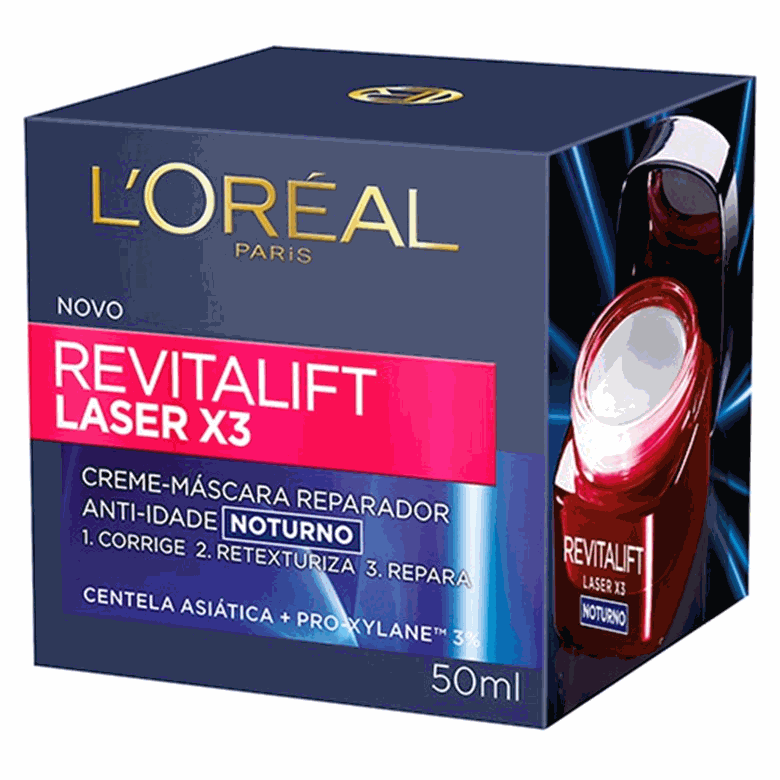 L'ORÉAL
PARiS
NOVO
REVITALIFT
LASER X3
CREME-MÁSCARA REPARADOR
ANTI-IDADE NOTURNO
1. CORRIGE 2. RETEXTURIZA 3. REPARA
CENTELA ASIÁTICA + PRO-XYLANE™ 3%
50ml
REVITALIFT
LASER X3
NOTURNO